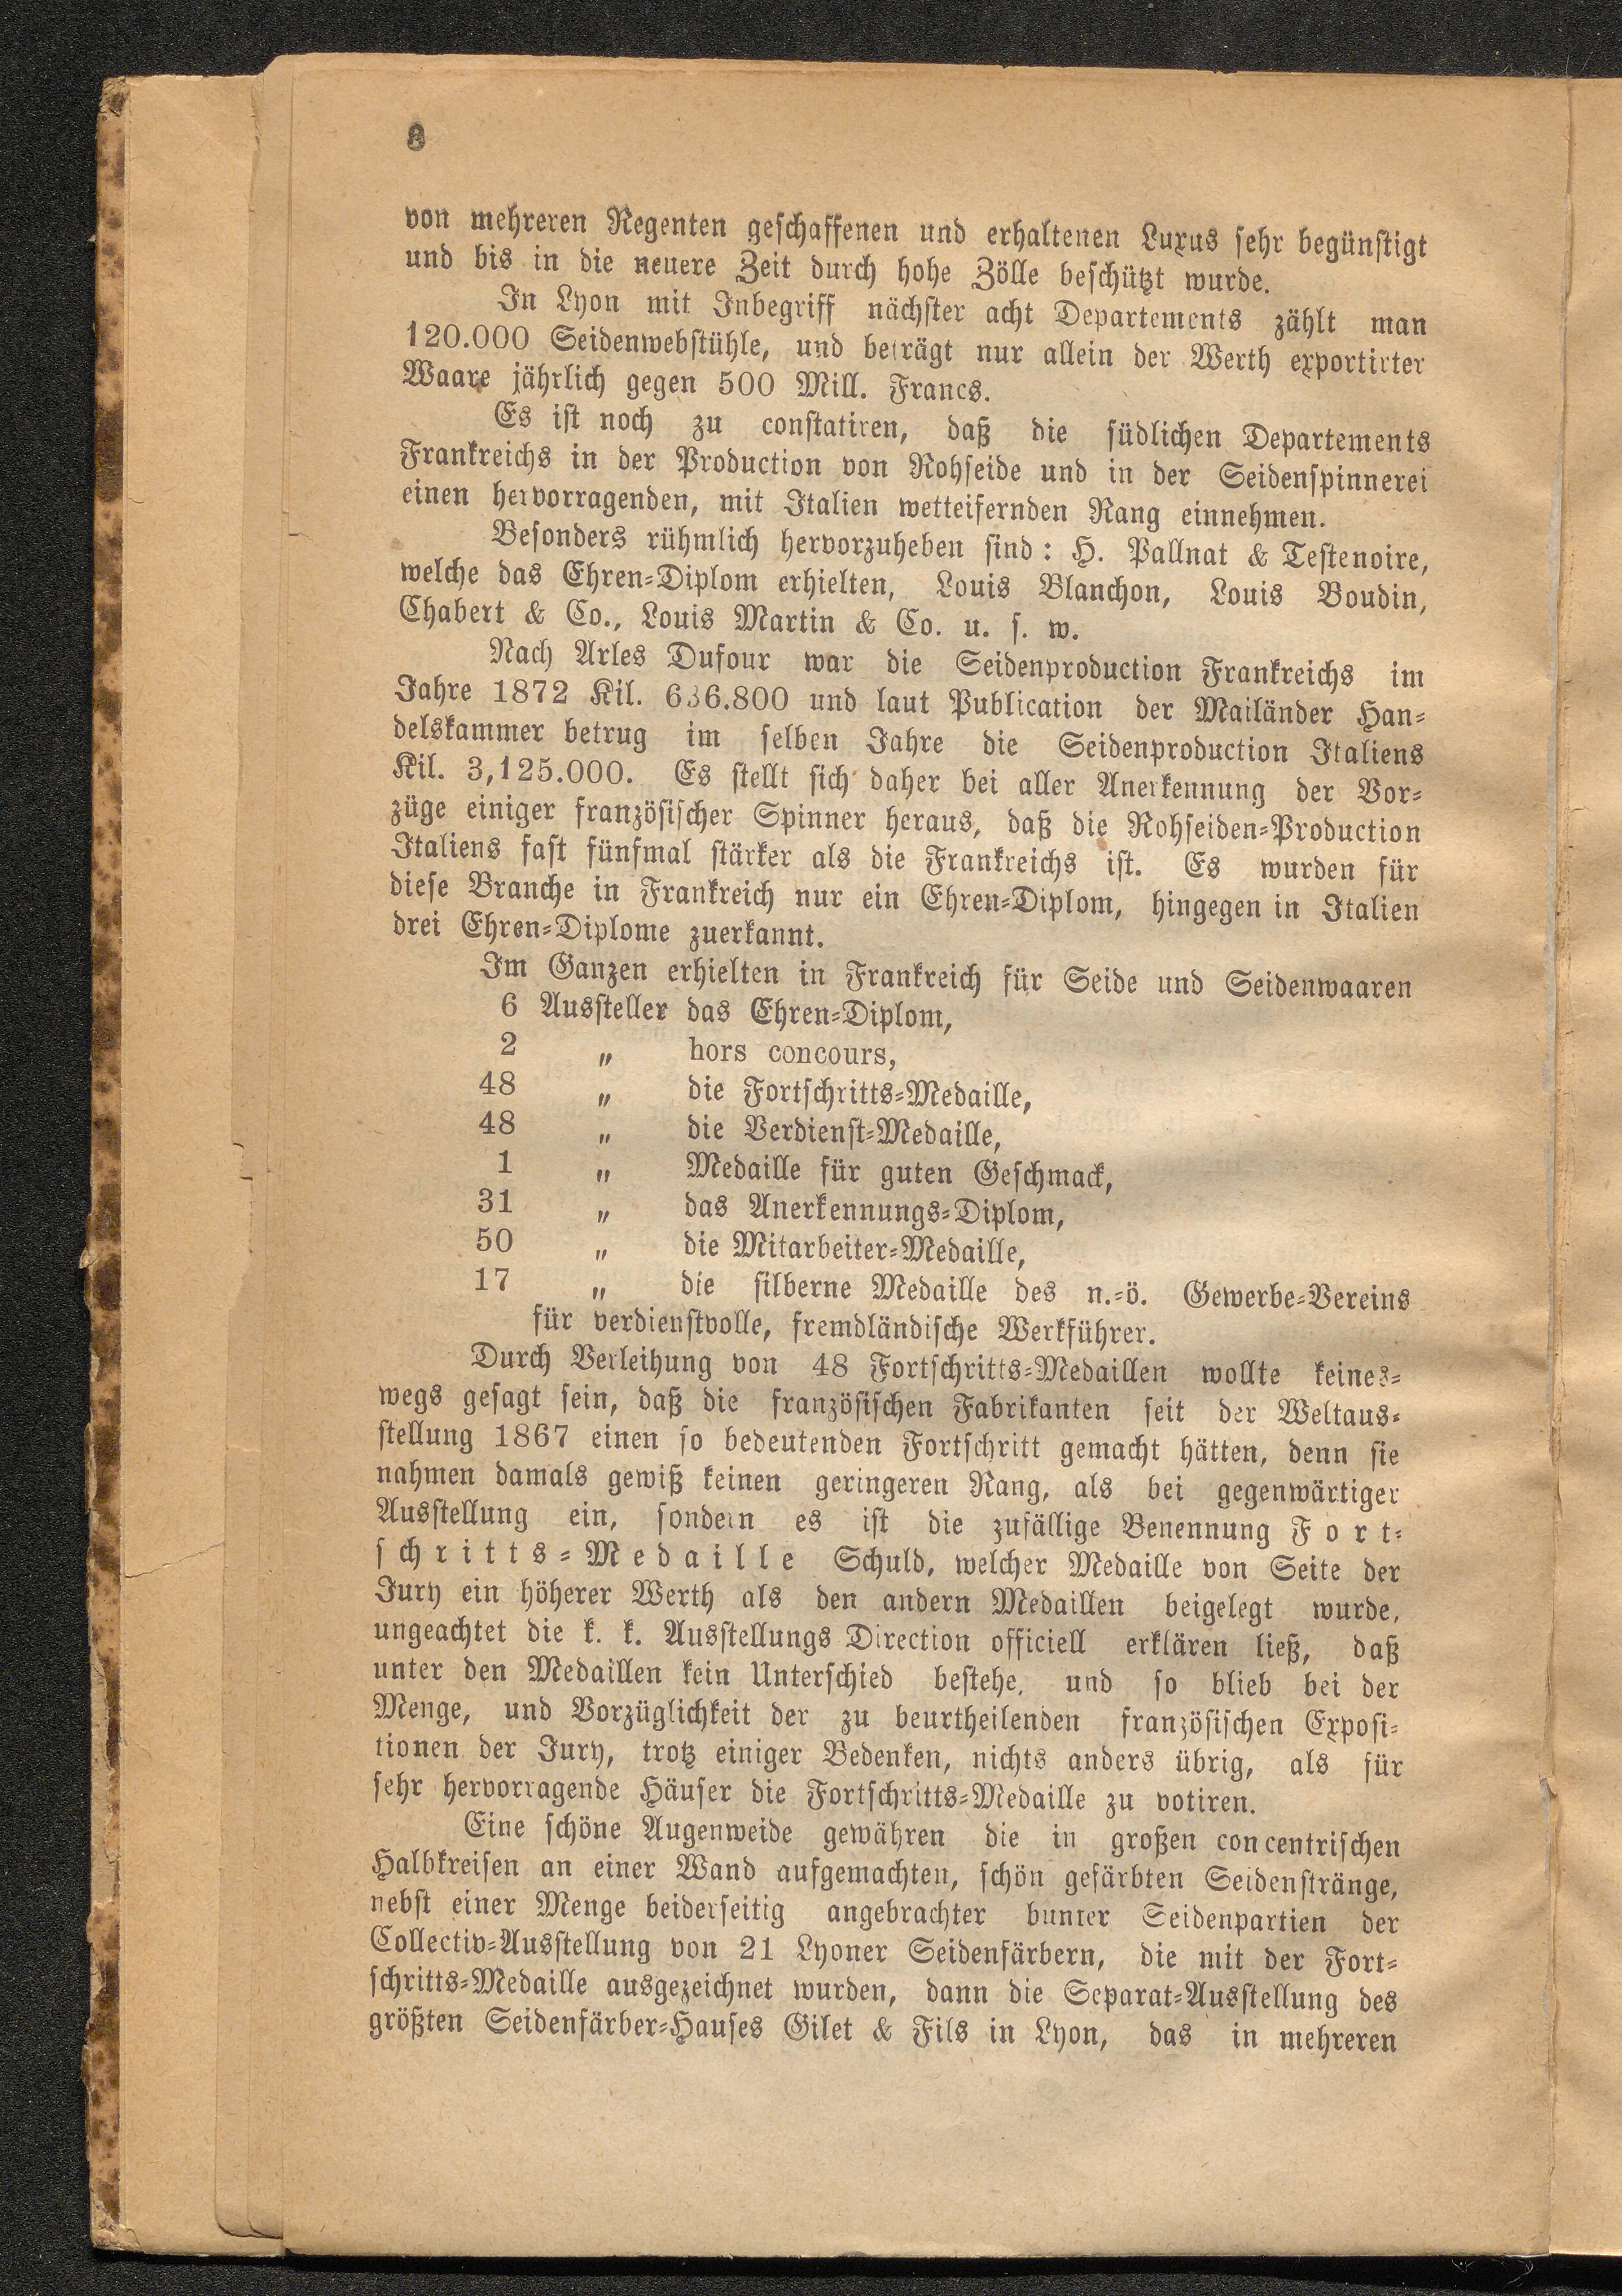 8
von mehreren Regenten geschaffenen und erhaltenen Luxus sehr begünstigt
und bis in die neuere Zeit durch hohe Zölle beschützt wurde.
In Lyon mit Inbegriff nächster acht Departements zählt man
120.000 Seidenwebstühle, und beträgt nur allein der Werth exportirter
Waare jährlich gegen 500 Mill. Francs.
Es ist noch zu constatiren, daß die südlichen Departements
Frankreichs in der Production von Rohseide und in der Seidenspinnerei
einen hervorragenden, mit Italien wetteifernden Rang einnehmen.
Besonders rühmlich hervorzuheben sind: H. Pallnat & Testenoire,
welche das Ehren-Diplom erhielten, Louis Blanchon, Louis Boudin,
Chabert & Co., Louis Martin & Co. u. s. w.
Nach Arles Dufour war die Seidenproduction Frankreichs im
Jahre 1872 Kil. 636.800 und laut Publication der Mailänder Han-
delskammer betrug im selben Jahre die Seidenproduction Italiens
Kil. 3,125.000. Es stellt sich daher bei aller Anerkennung der Vor-
züge einiger französischer Spinner heraus, daß die Rohseiden-Production
Italiens fast fünfmal stärker als die Frankreichs ist. Es wurden für
diese Branche in Frankreich nur ein Ehren-Diplom, hingegen in Italien
drei Ehren-Diplome zuerkannt.
Im Ganzen erhielten in Frankreich für Seide und Seidenwaaren
6 Aussteller das Ehren-Diplom,
2 „ hors concours,
48 „ die Fortschritts-Medaille,
48 „ die Verdienst-Medaille,
1 „ Medaille für guten Geschmack,
31 „ das Anerkennungs-Diplom,
50 „ die Mitarbeiter-Medaille,
17 „ die silberne Medaille des n.-ö. Gewerbe-Vereins
für verdienstvolle, fremdländische Werkführer.
Durch Verleihung von 48 Fortschritts-Medaillen wollte keines-
wegs gesagt sein, daß die französischen Fabrikanten seit der Weltaus-
stellung 1867 einen so bedeutenden Fortschritt gemacht hätten, denn sie
nahmen damals gewiß keinen geringeren Rang, als bei gegenwärtiger
Ausstellung ein, sondern es ist die zufällige Benennung Fort-
schritts-Medaille Schuld, welcher Medaille von Seite der
Jury ein höherer Werth als den andern Medaillen beigelegt wurde,
ungeachtet die k. k. Ausstellungs Direction officiell erklären ließ, daß
unter den Medaillen kein Unterschied bestehe, und so blieb bei der
Menge, und Vorzüglichkeit der zu beurtheilenden französischen Exposi-
tionen der Jury, trotz einiger Bedenken, nichts anders übrig, als für
sehr hervorragende Häuser die Fortschritts-Medaille zu votiren.
Eine schöne Augenweide gewähren die in großen concentrischen
Halbkreisen an einer Wand aufgemachten, schön gefärbten Seidenstränge,
nebst einer Menge beiderseitig angebrachter bunter Seidenpartien der
Collectiv-Ausstellung von 21 Lyoner Seidenfärbern, die mit der Fort-
schritts-Medaille ausgezeichnet wurden, dann die Separat-Ausstellung des
größten Seidenfärber-Hauses Gilet & Fils in Lyon, das in mehreren